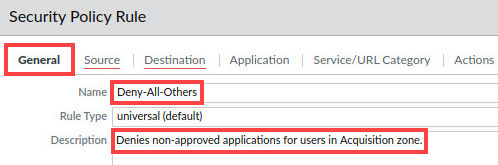 Security Policy Rule
General Source Destination Application Service/URL Category Actions
Name Deny-All-Others
Rule Type universal (default)
Description Denies non-approved applications for users in Acquisition zone.